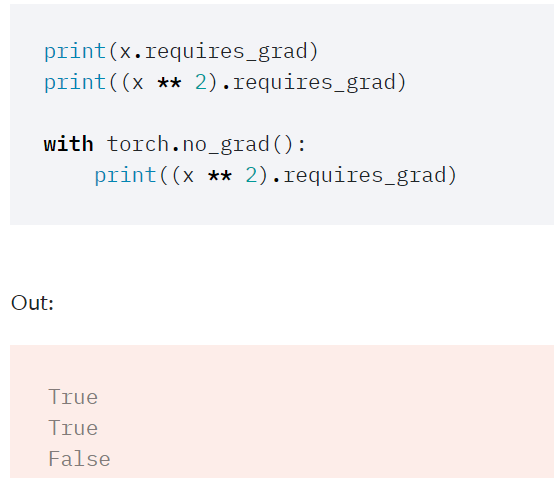 print(x.requires_grad)
print((x ** 2).requires_grad)
with torch.no_grad():
    print((x ** 2).requires_grad)
Out:
True
True
False